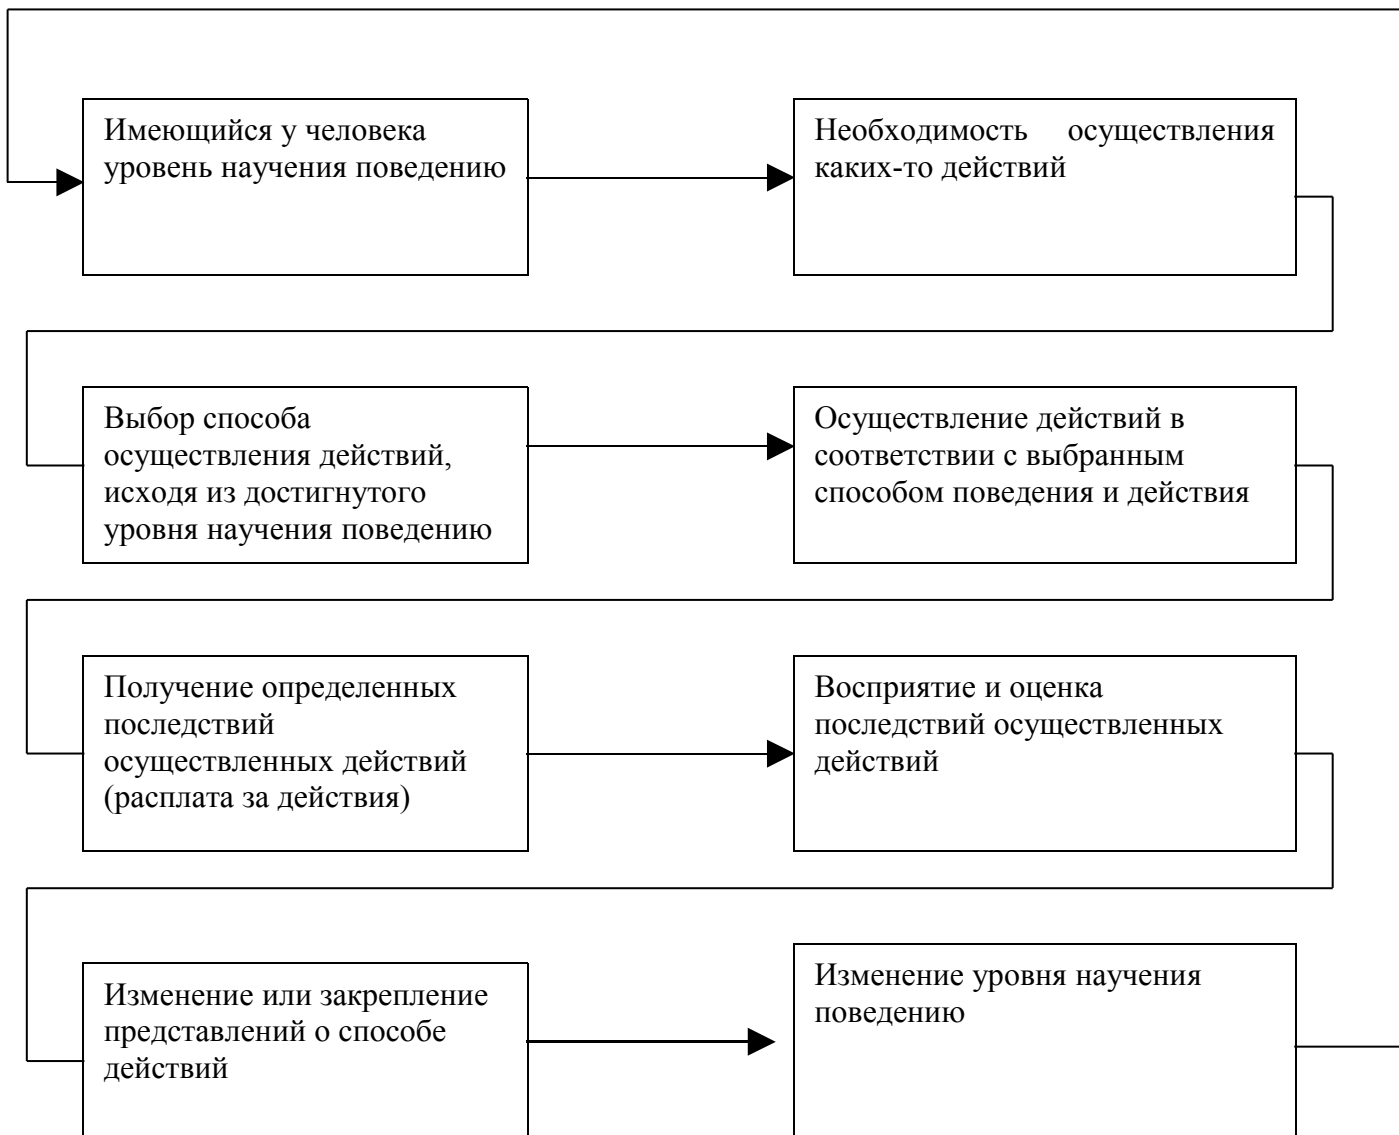 Имеющийся у человека
уровень научения поведению
Необходимость осуществления
каких-то действий
Выбор способа
осуществления действий,
исходя из достигнутого
уровня научения поведению
Осуществление действий в
соответствии с выбранным
способом поведения и действия
Получение определенных
последствий
осуществленных действий
(расплата за действия)
Восприятие и оценка
последствий осуществленных
действий
Изменение или закрепление
представлений о способе
действий
Изменение уровня научения
поведению